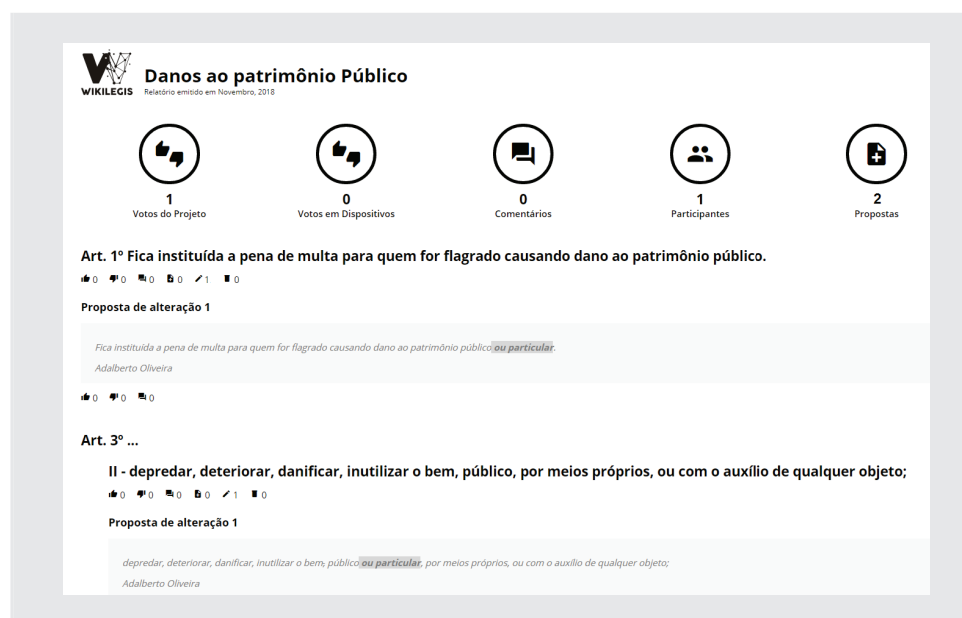 WIKILEGIS
Danos ao patrimônio Público
Relatório emitido em Novembro, 2018
1
Votos do Projeto
0
Votos em Dispositivos
0
Comentários
1
Participantes
2
Propostas
Art. 1º Fica instituída a pena de multa para quem for flagrado causando dano ao patrimônio público.
0 0 0 0 1 0
Proposta de alteração 1
Fica instituída a pena de multa para quem for flagrado causando dano ao patrimônio público ou particular.
Adalberto Oliveira
0 0 0
Art. 3º ...
II - depredar, deteriorar, danificar, inutilizar o bem, público, por meios próprios, ou com o auxílio de qualquer objeto;
0 0 0 0 1 0
Proposta de alteração 1
depredar, deteriorar, danificar, inutilizar o bem, público ou particular, por meios próprios, ou com o auxílio de qualquer objeto;
Adalberto Oliveira